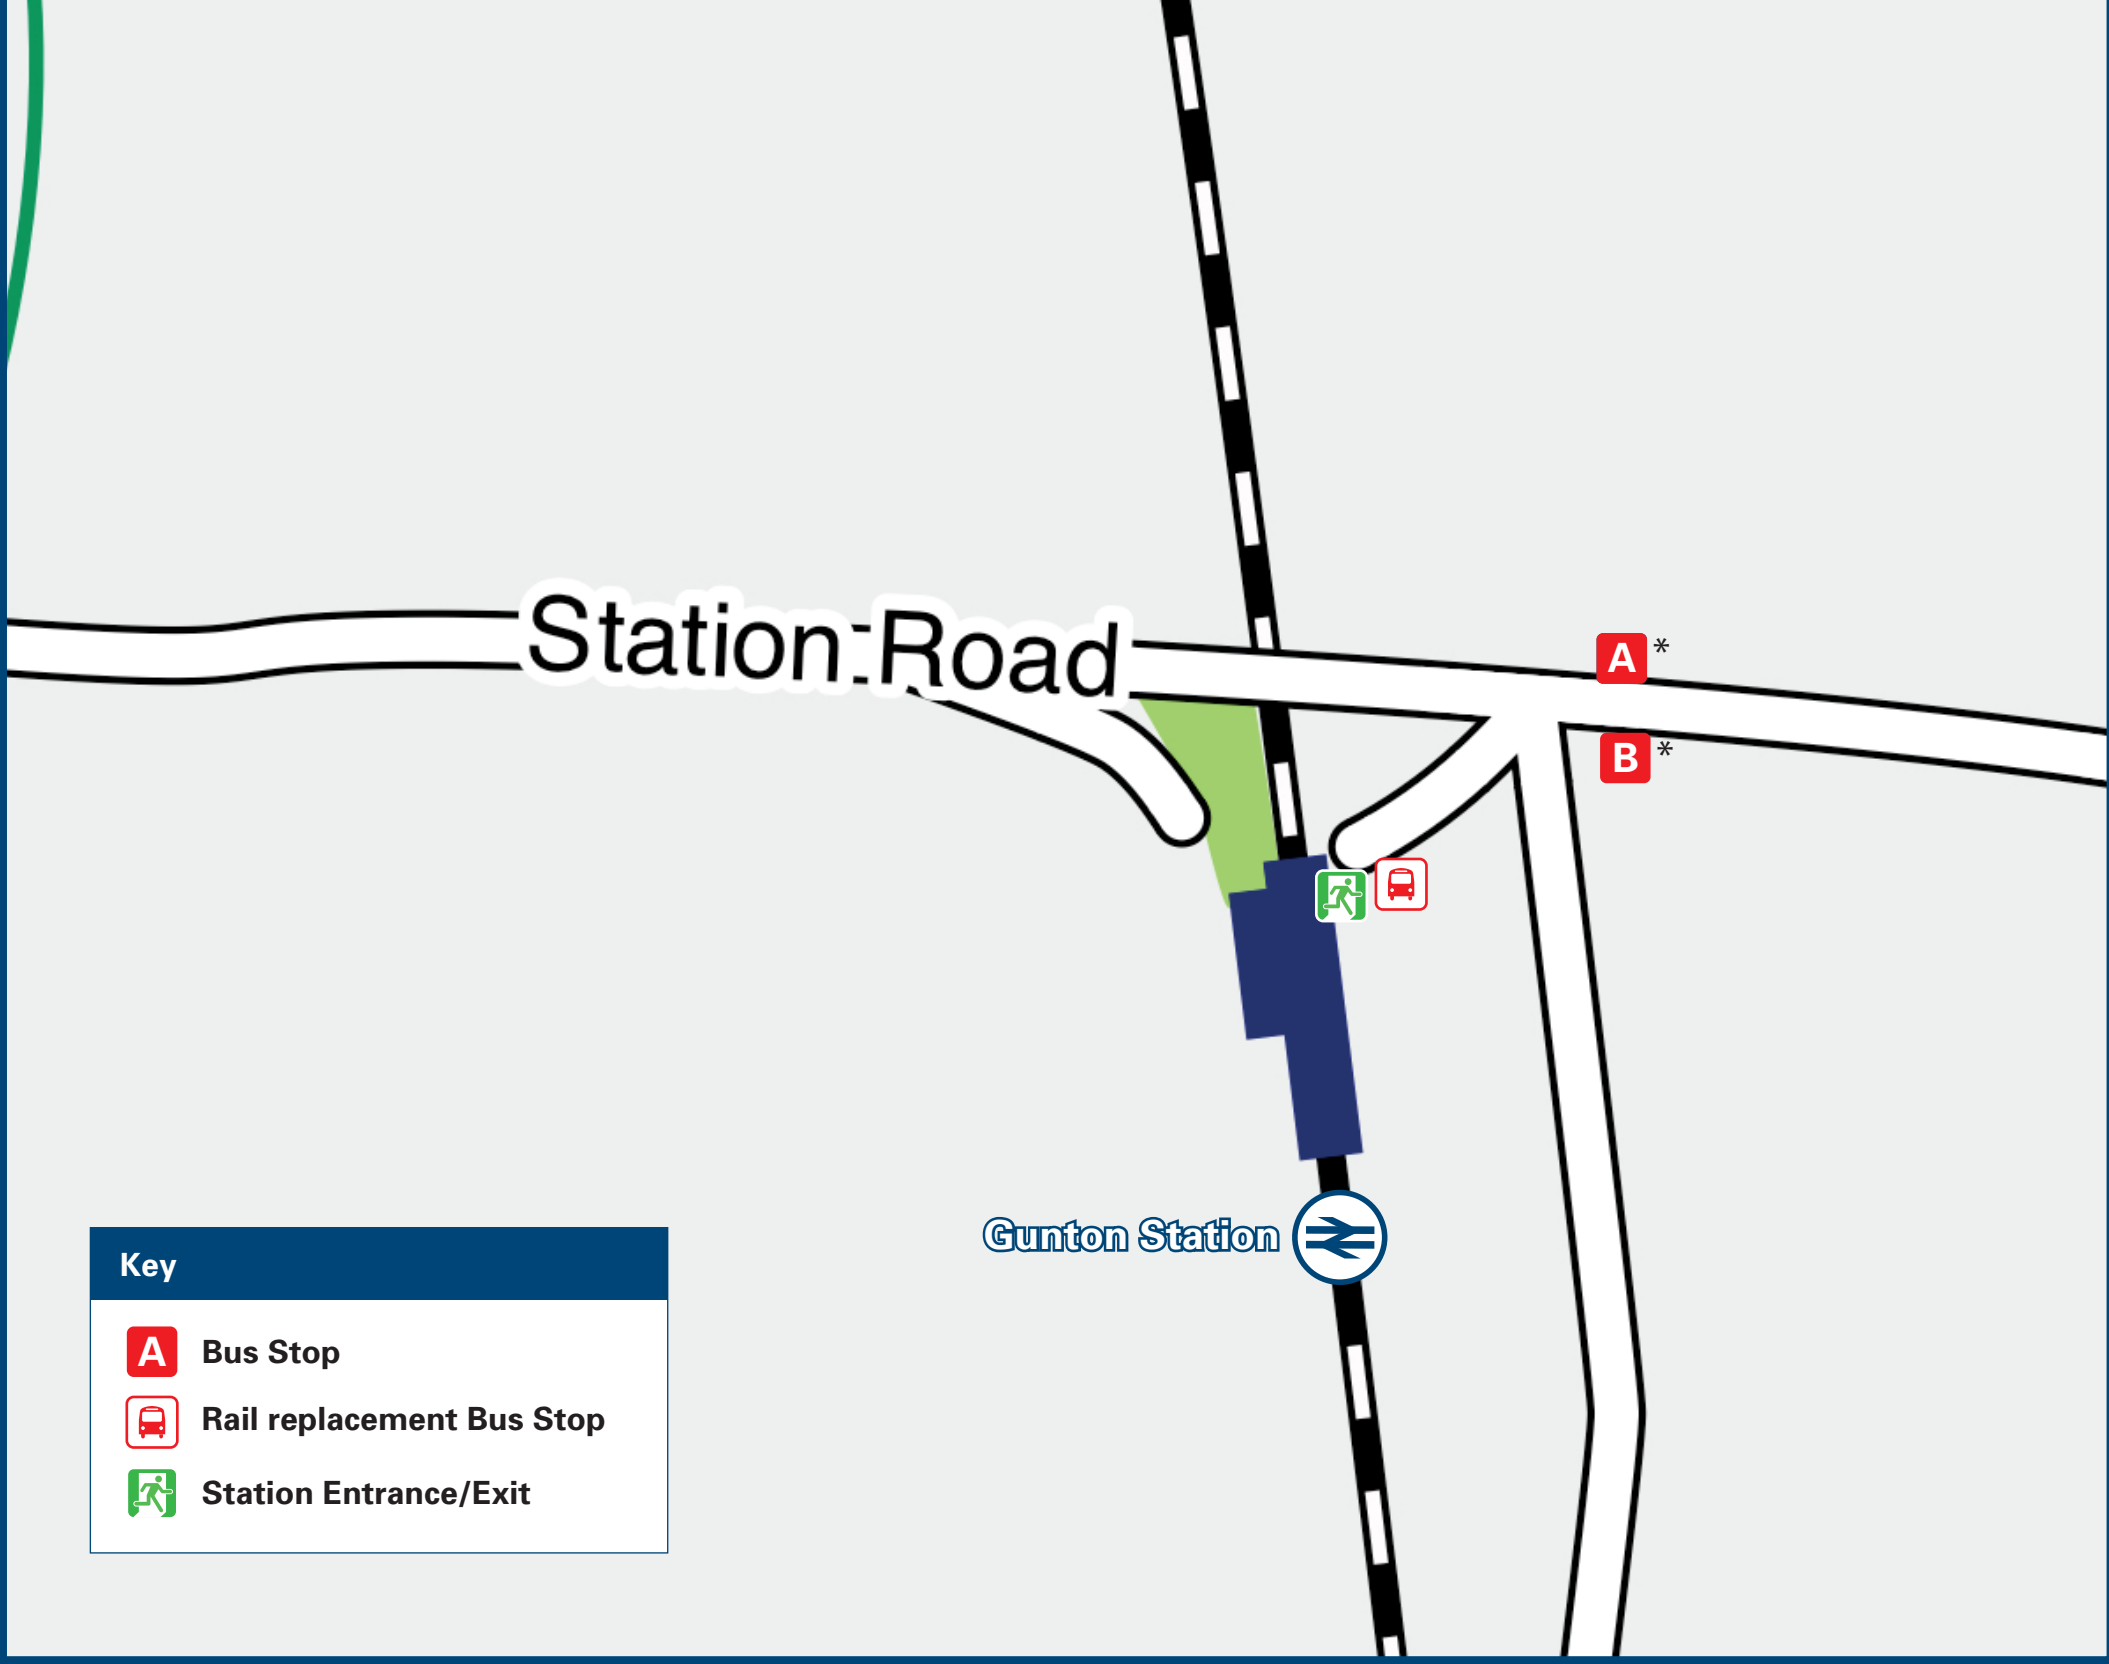 Station Road
A *
B *
Gunton Station
Key
A Bus Stop
Rail replacement Bus Stop
Station Entrance/Exit